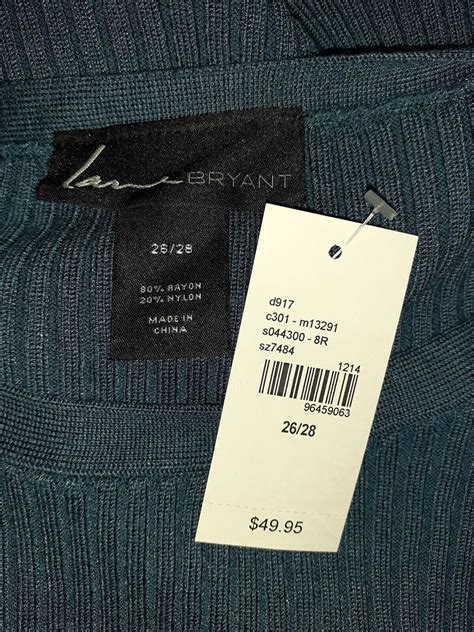 lane BRYANT
26/28
80% RAYON
20% NYLON
MADE IN
CHINA
d917
c301 - m13291
s044300 - 8R
sz7484
1214
96459063
26/28
$49.95